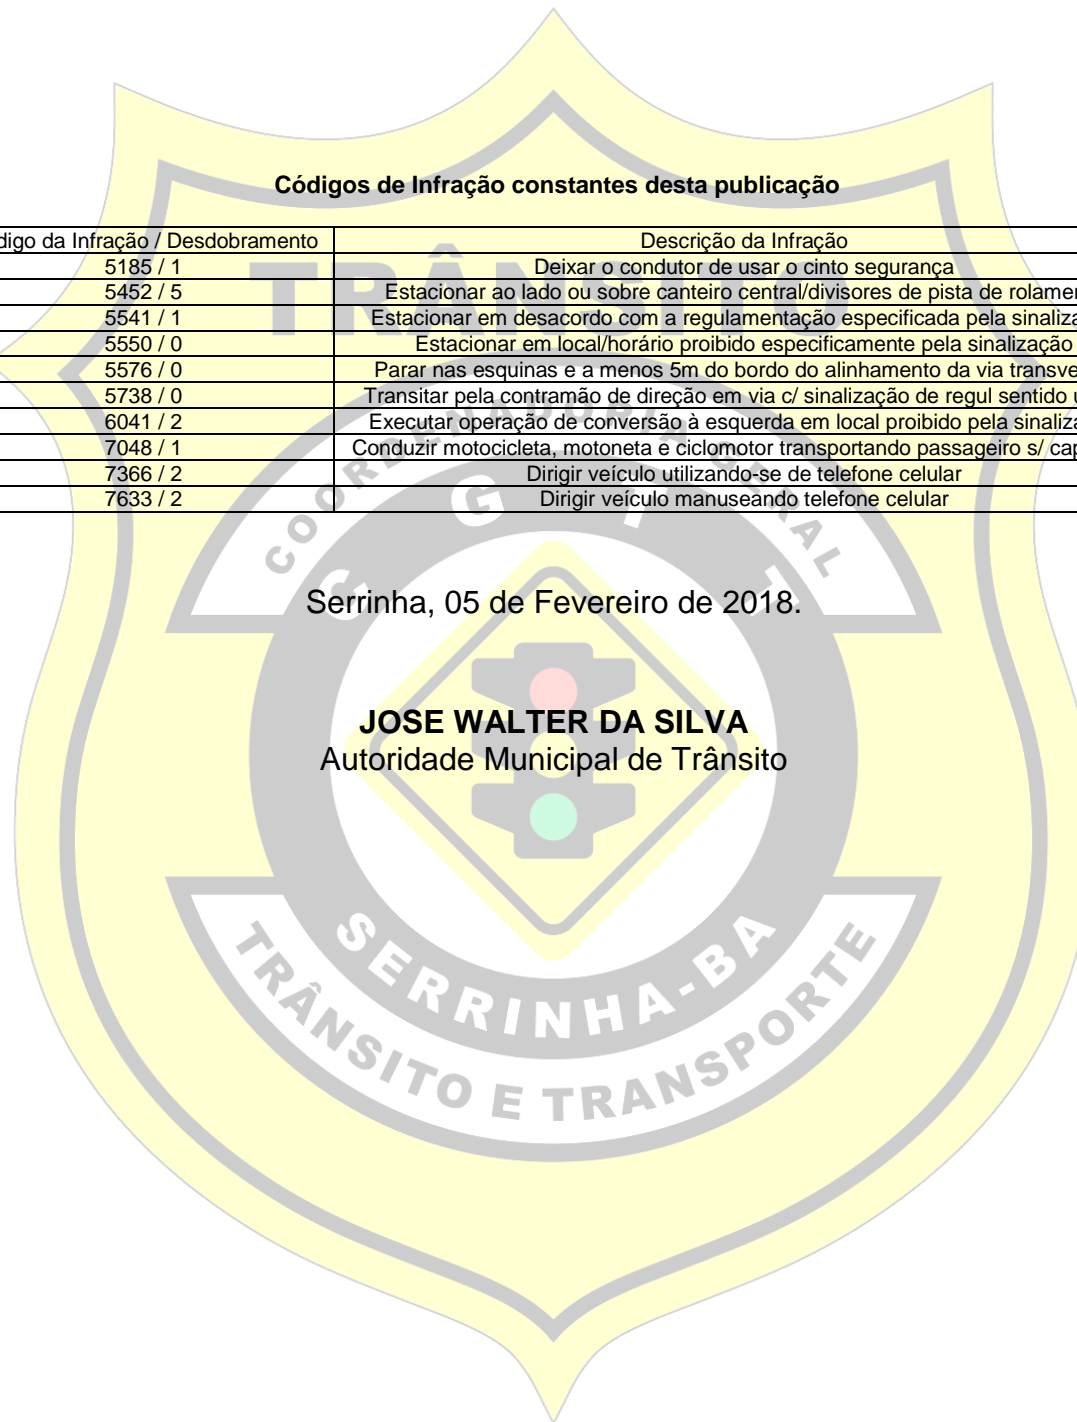 Códigos de Infração constantes desta publicação
digo da Infração / Desdobramento Descrição da Infração
5185 / 1 Deixar o condutor de usar o cinto segurança
5452 / 5 Estacionar ao lado ou sobre canteiro central/divisores de pista de rolamen
5541 / 1 Estacionar em desacordo com a regulamentação especificada pela sinaliza
5550 / 0 Estacionar em local/horário proibido especificamente pela sinalização
5576 / 0 Parar nas esquinas e a menos 5m do bordo do alinhamento da via transve
5738 / 0 Transitar pela contramão de direção em via c/ sinalização de regul sentido u
6041 / 2 Executar operação de conversão à esquerda em local proibido pela sinaliza
7048 / 1 Conduzir motocicleta, motoneta e ciclomotor transportando passageiro s/ cap
7366 / 2 Dirigir veículo utilizando-se de telefone celular
7633 / 2 Dirigir veículo manuseando telefone celular
TRÂNSITO
COORDENADORIA GERAL
C G T T
Serrinha, 05 de Fevereiro de 2018.
JOSE WALTER DA SILVA
Autoridade Municipal de Trânsito
SERRINHA-BA
TRÂNSITO E TRANSPORTE